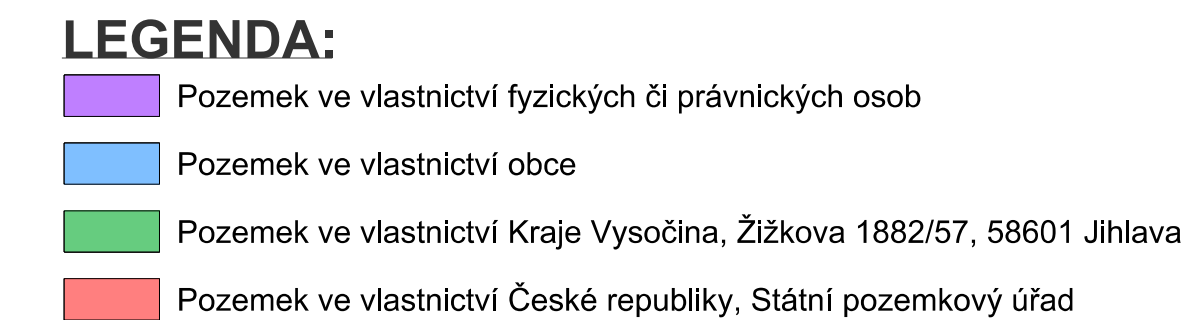 LEGENDA:
Pozemek ve vlastnictví fyzických či právnických osob
Pozemek ve vlastnictví obce
Pozemek ve vlastnictví Kraje Vysočina, Žižkova 1882/57, 58601 Jihlava
Pozemek ve vlastnictví České republiky, Státní pozemkový úřad